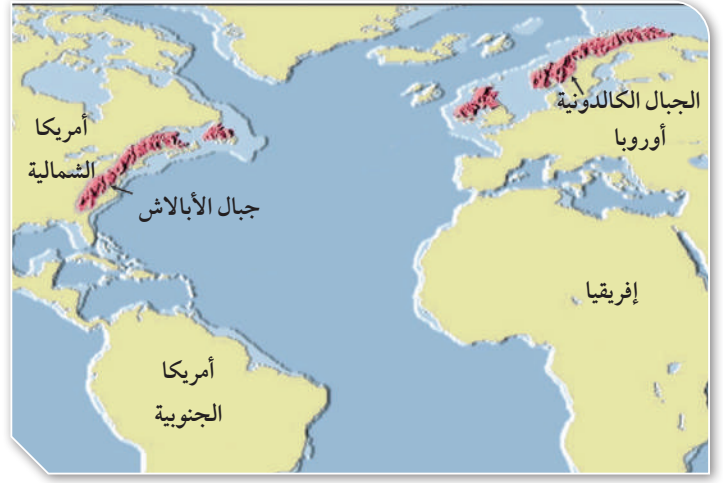 الجبال الكالدونية
أوروبا
أمريكا
الشمالية
جبال الأبالاش
إفريقيا
أمريكا
الجنوبية